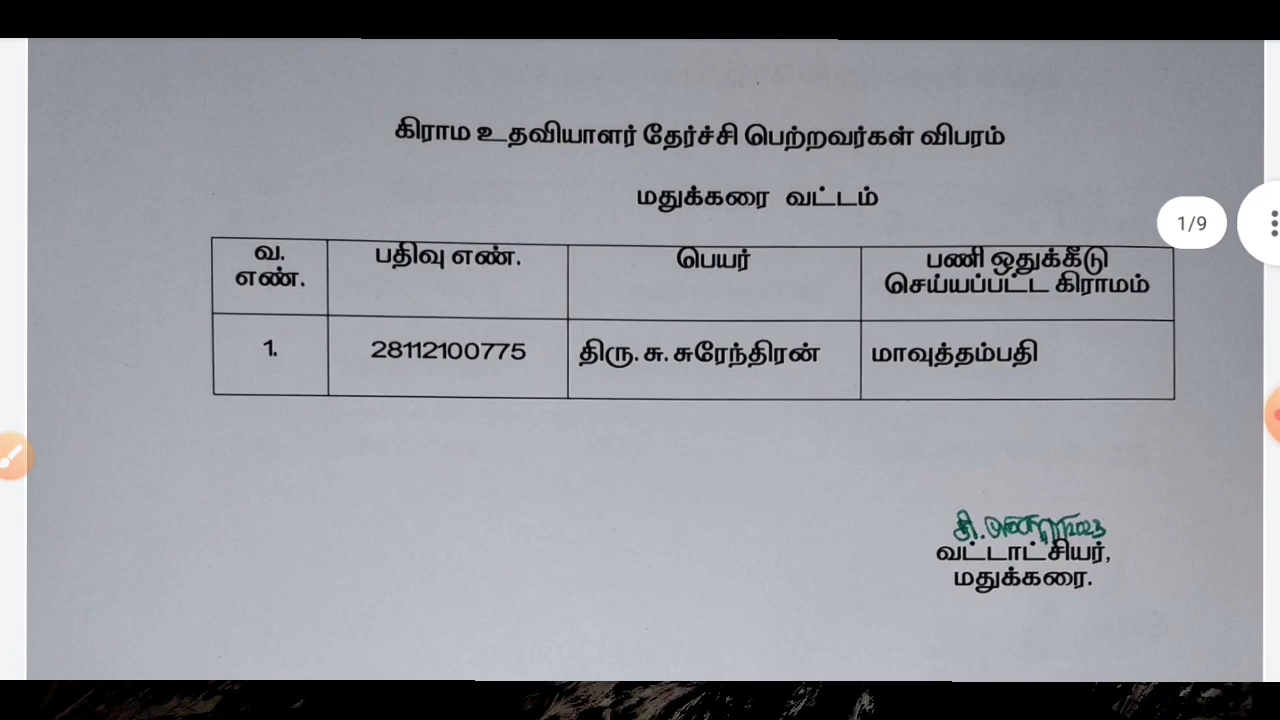 கிராம உதவியாளர் தேர்ச்சி பெற்றவர்கள் விபரம்
மதுக்கரை வட்டம்
1/9
வ. எண்.
பதிவு எண்.
பெயர்
பணி ஒதுக்கீடு
செய்யப்பட்ட கிராமம்
1.
28112100775
திரு. சு. சுரேந்திரன்
மாவுத்தம்பதி
வட்டாட்சியர்,
மதுக்கரை.